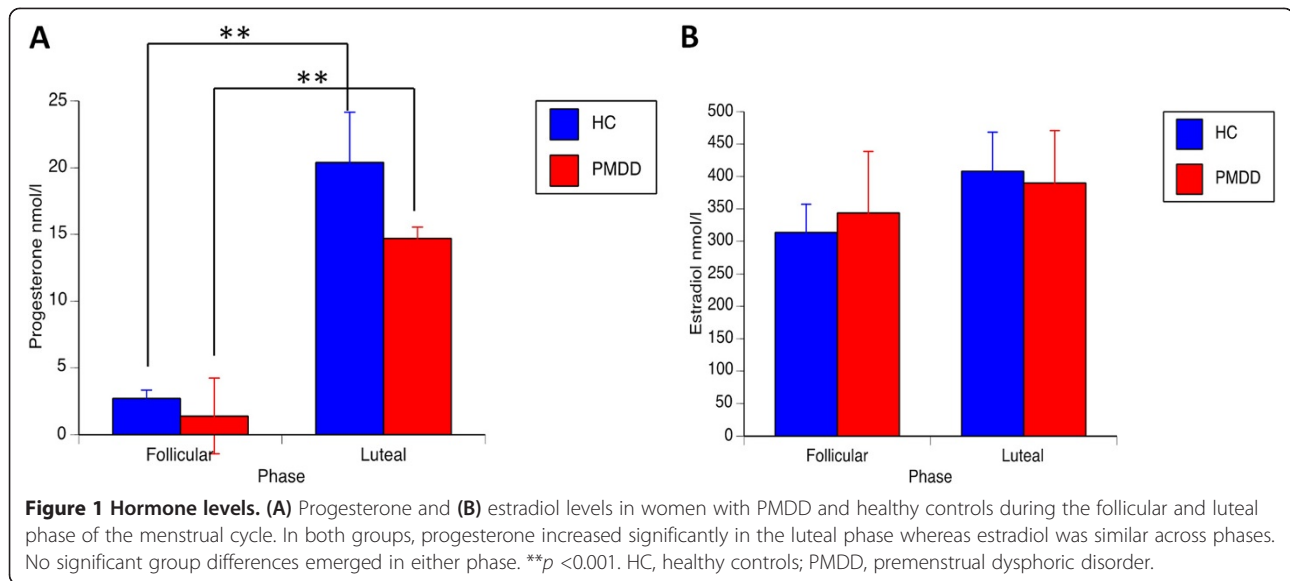 A
**
**
Progesterone nmol/l
25
20
15
10
5
0
Follicular
Luteal
Phase
HC
PMDD
B
Estradiol nmol/l
500
450
400
350
300
250
200
150
100
50
0
Follicular
Luteal
Phase
HC
PMDD
Figure 1 Hormone levels. (A) Progesterone and (B) estradiol levels in women with PMDD and healthy controls during the follicular and luteal
phase of the menstrual cycle. In both groups, progesterone increased significantly in the luteal phase whereas estradiol was similar across phases.
No significant group differences emerged in either phase. **p <0.001. HC, healthy controls; PMDD, premenstrual dysphoric disorder.